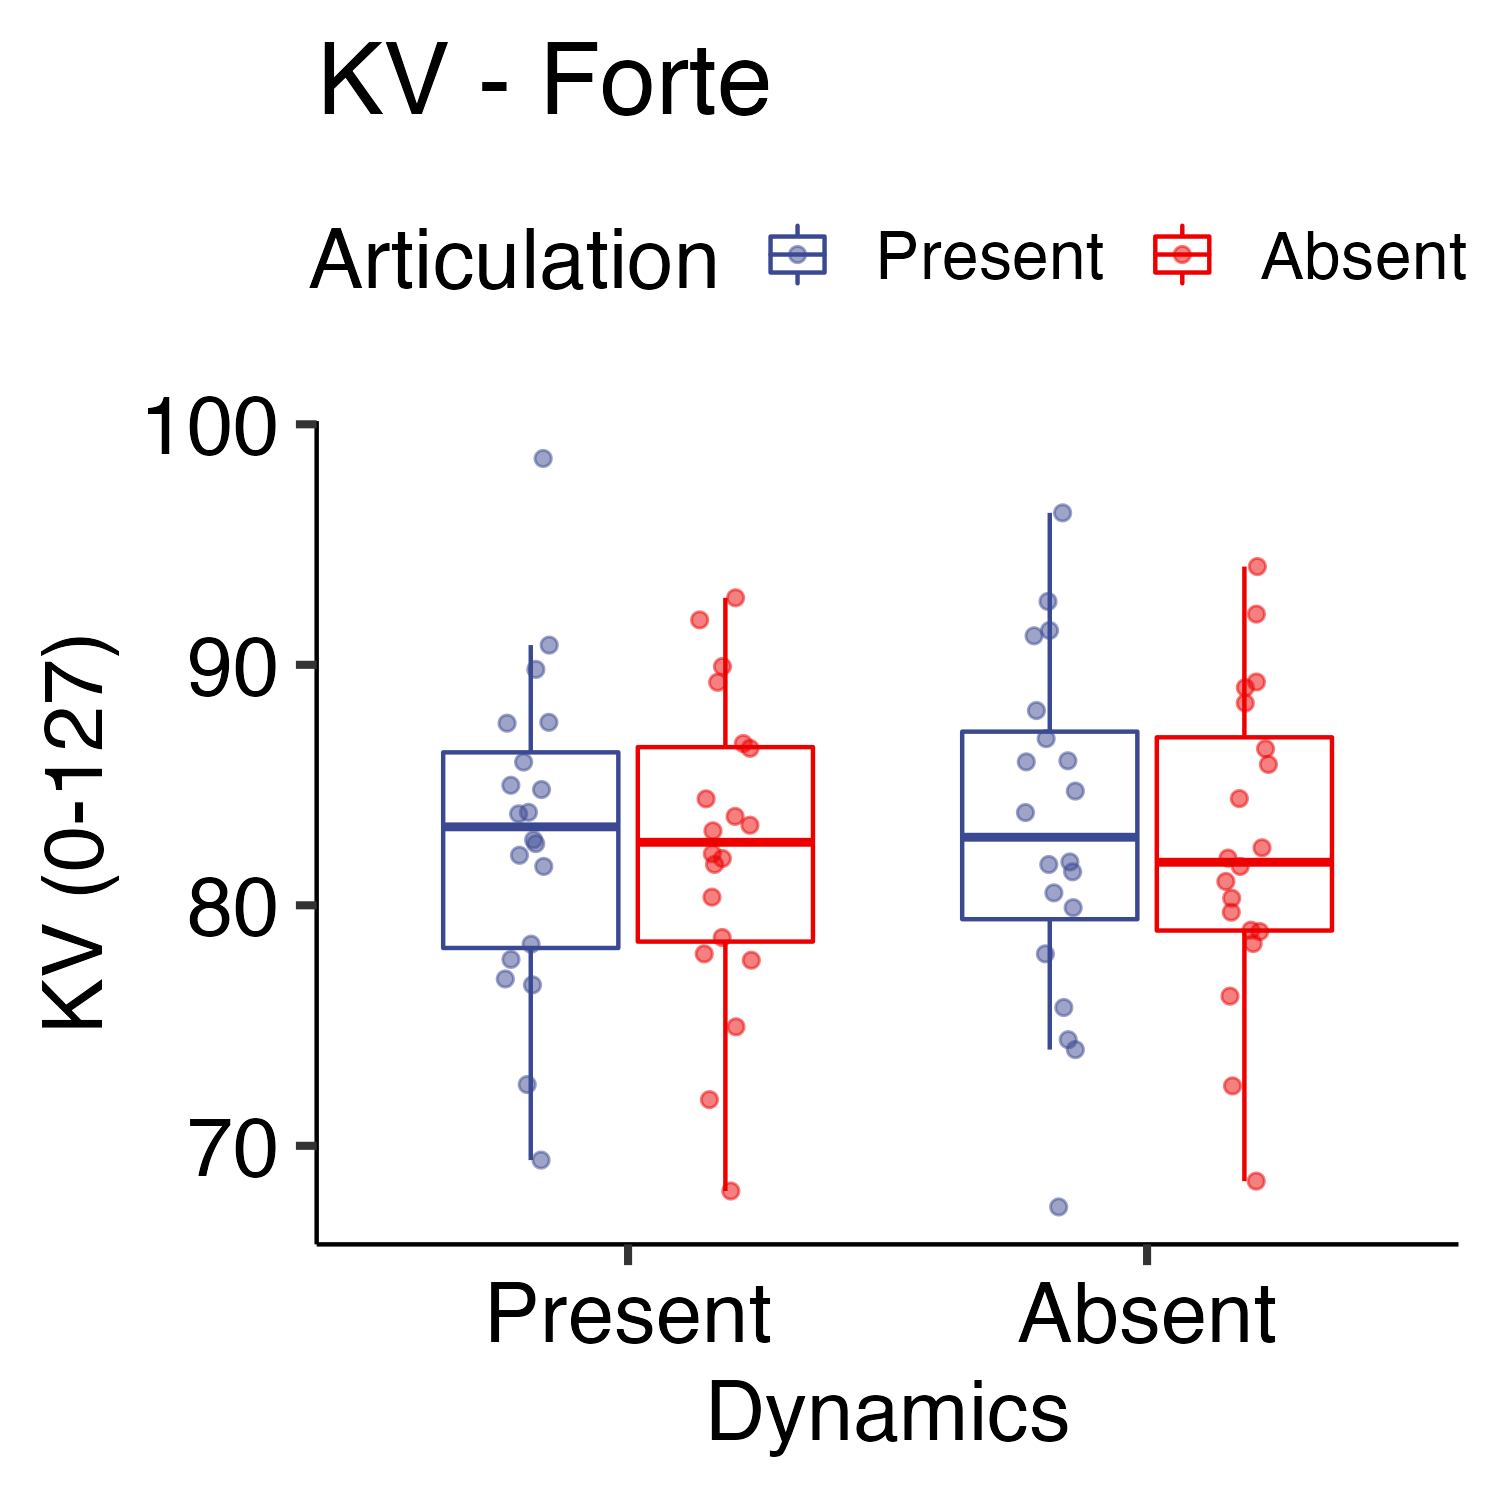 KV - Forte
Articulation Present Absent
100
90
80
70
KV (0-127)
Present Absent
Dynamics